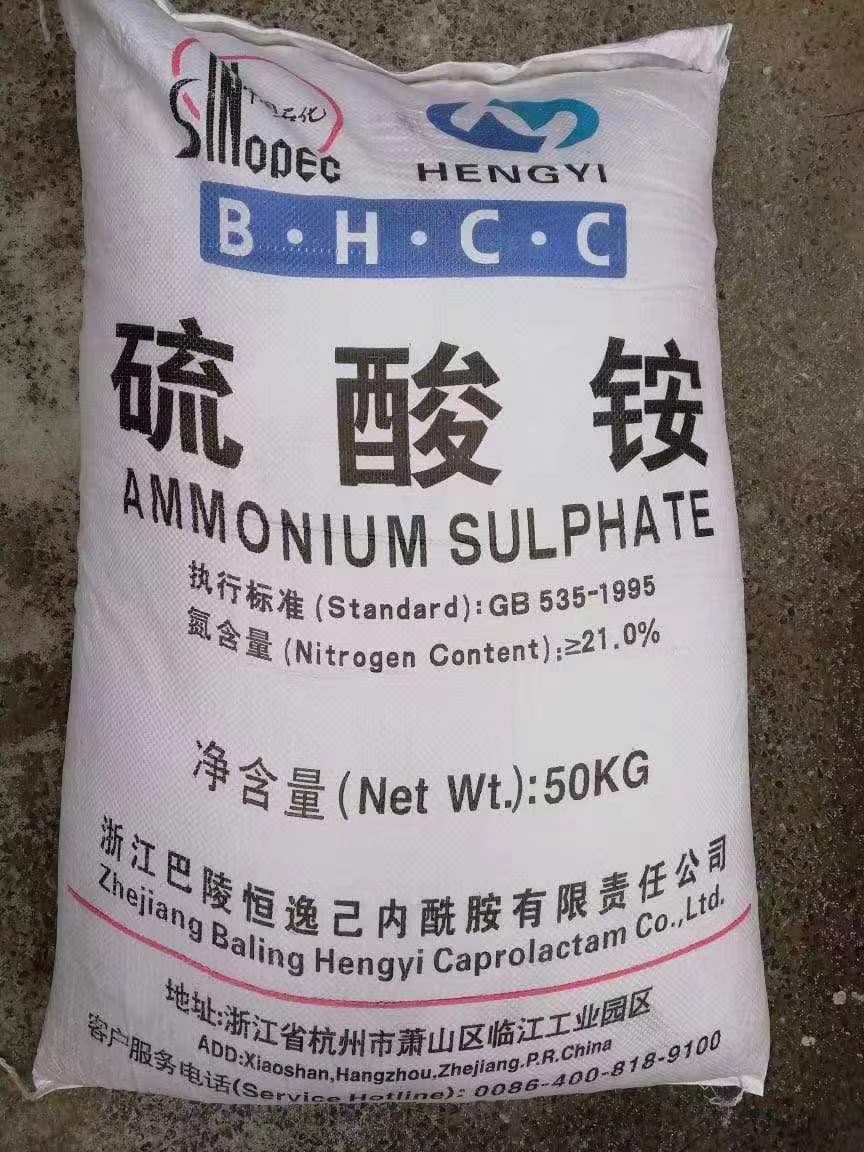 中国石化
SINOPEC
HENGYI
B·H·C·C
硫酸铵
AMMONIUM SULPHATE
执行标准(Standard):GB 535-1995
氮含量(Nitrogen Content):≥21.0%
净含量(Net Wt.):50KG
浙江巴陵恒逸己内酰胺有限责任公司
Zhejiang Baling Hengyi Caprolactam Co.,Ltd.
地址:浙江省杭州市萧山区临江工业园区
ADD:Xiaoshan,Hangzhou,Zhejiang.P.R.China
客户服务电话(Service Hotline): 0086-400-818-9100